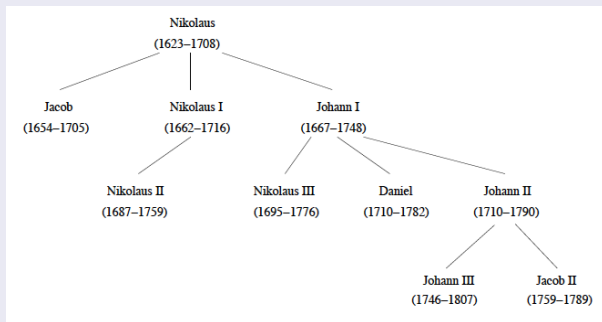 Nikolaus
(1623–1708)
Jacob
(1654–1705)
Nikolaus I
(1662–1716)
Johann I
(1667–1748)
Nikolaus II
(1687–1759)
Nikolaus III
(1695–1776)
Daniel
(1710–1782)
Johann II
(1710–1790)
Johann III
(1746–1807)
Jacob II
(1759–1789)